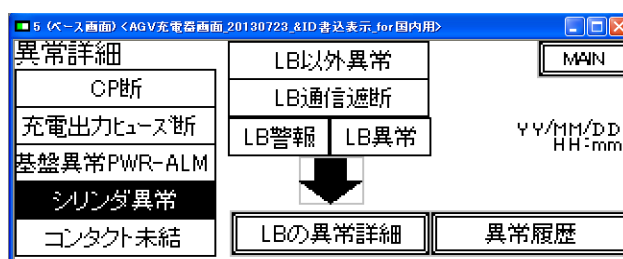 5 (ベース画面) <AGV充電器画面_20130723_&ID書込表示_for国内用>
異常詳細
CP断
充電出力ヒューズ断
基盤異常PWR-ALM
シリンダ異常
コンタクト未結
LB以外異常
LB通信遮断
LB警報 LB異常
LBの異常詳細
MAIN
YY/MM/DD
HH:mm
異常履歴